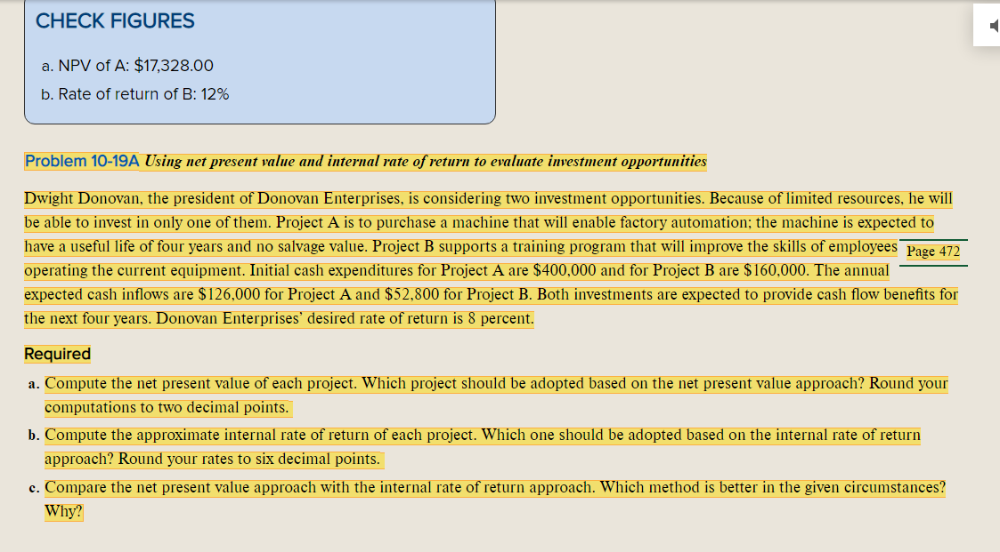 CHECK FIGURES
a. NPV of A: $17,328.00
b. Rate of return of B: 12%
Problem 10-19A Using net present value and internal rate of return to evaluate investment opportunities
Dwight Donovan, the president of Donovan Enterprises, is considering two investment opportunities. Because of limited resources, he will
be able to invest in only one of them. Project A is to purchase a machine that will enable factory automation; the machine is expected to
have a useful life of four years and no salvage value. Project B supports a training program that will improve the skills of employees
Page 472
operating the current equipment. Initial cash expenditures for Project A are $400,000 and for Project B are $160,000. The annual
expected cash inflows are $126,000 for Project A and $52,800 for Project B. Both investments are expected to provide cash flow benefits for
the next four years. Donovan Enterprises’ desired rate of return is 8 percent.
Required
a. Compute the net present value of each project. Which project should be adopted based on the net present value approach? Round your
computations to two decimal points.
b. Compute the approximate internal rate of return of each project. Which one should be adopted based on the internal rate of return
approach? Round your rates to six decimal points.
c. Compare the net present value approach with the internal rate of return approach. Which method is better in the given circumstances?
Why?